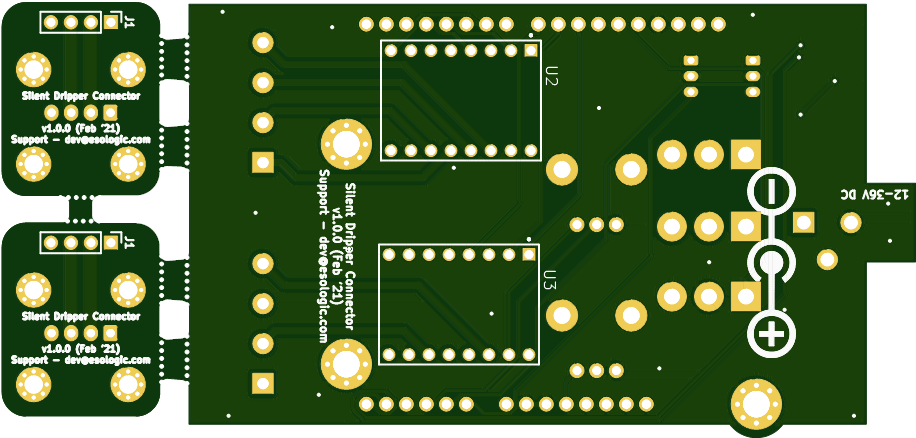 J1
Silent Dripper Connector
v1.0.0 (Feb '21)
Support - dev@esologic.com
J1
Silent Dripper Connector
v1.0.0 (Feb '21)
Support - dev@esologic.com
Silent Dripper Connector
v1.0.0 (Feb '21)
Support - dev@esologic.com
U2
U3
12-36V DC